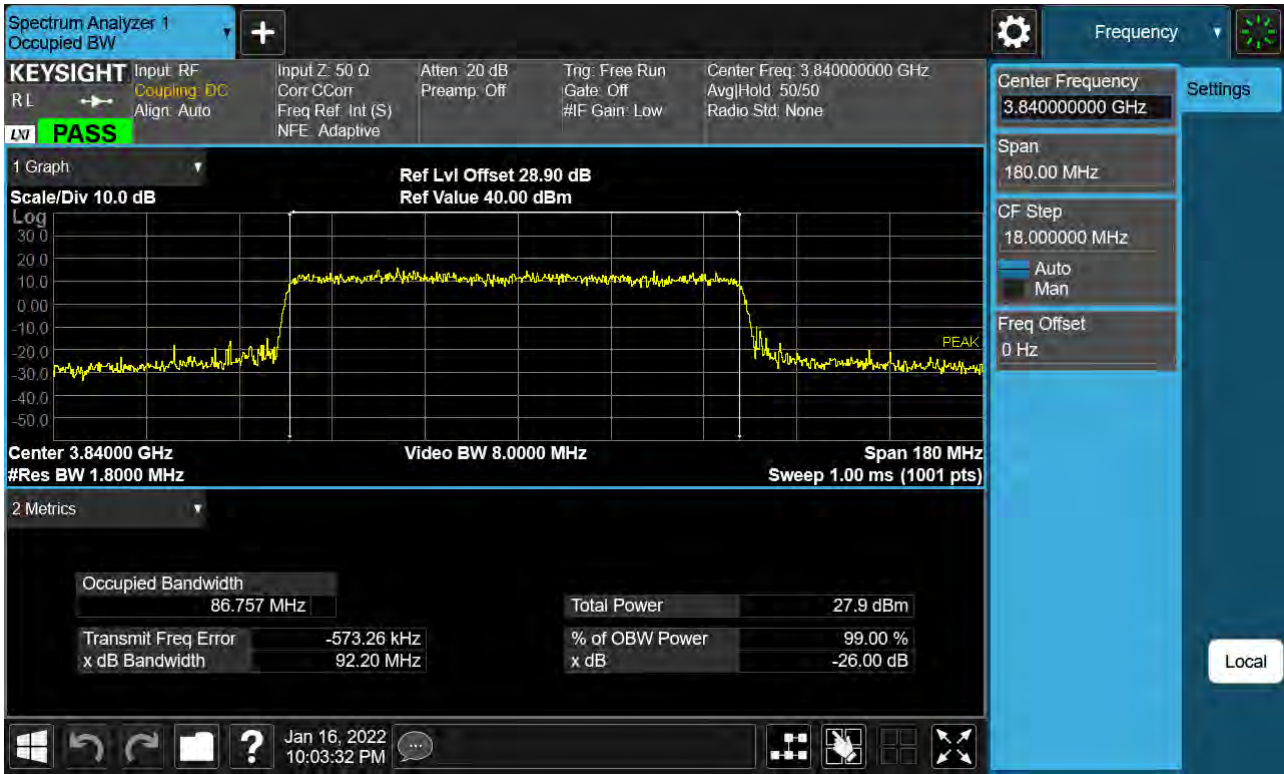 Spectrum Analyzer 1
Occupied BW
+
Frequency
KEYSIGHT
RL
LXI PASS
Input: RF
Coupling: DC
Align: Auto
Input Z: 50 Ω
Corr CCorr
Freq Ref: Int (S)
NFE: Adaptive
Atten: 20 dB
Preamp: Off
Trig: Free Run
Gate: Off
#IF Gain: Low
Center Freq: 3.840000000 GHz
Avg|Hold: 50/50
Radio Std: None
1 Graph
Scale/Div 10.0 dB
Ref Lvl Offset 28.90 dB
Ref Value 40.00 dBm
Log
30.0
20.0
10.0
0.00
-10.0
-20.0
-30.0
-40.0
-50.0
PEAK
Center 3.84000 GHz
#Res BW 1.8000 MHz
Video BW 8.0000 MHz
Span 180 MHz
Sweep 1.00 ms (1001 pts)
2 Metrics
Occupied Bandwidth
86.757 MHz
Transmit Freq Error -573.26 kHz
x dB Bandwidth 92.20 MHz
Total Power 27.9 dBm
% of OBW Power 99.00 %
x dB -26.00 dB
?
Jan 16, 2022
10:03:32 PM
Center Frequency
3.840000000 GHz
Span
180.00 MHz
CF Step
18.000000 MHz
Auto
Man
Freq Offset
0 Hz
Settings
Local